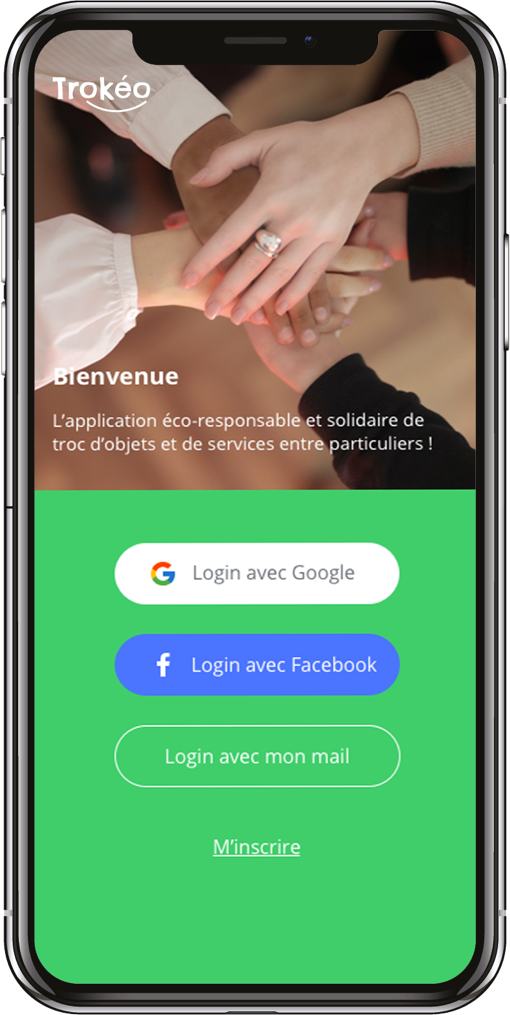 Trokéo
Bienvenue
L’application éco-responsable et solidaire de
troc d’objets et de services entre particuliers !
Login avec Google
Login avec Facebook
Login avec mon mail
M’inscrire